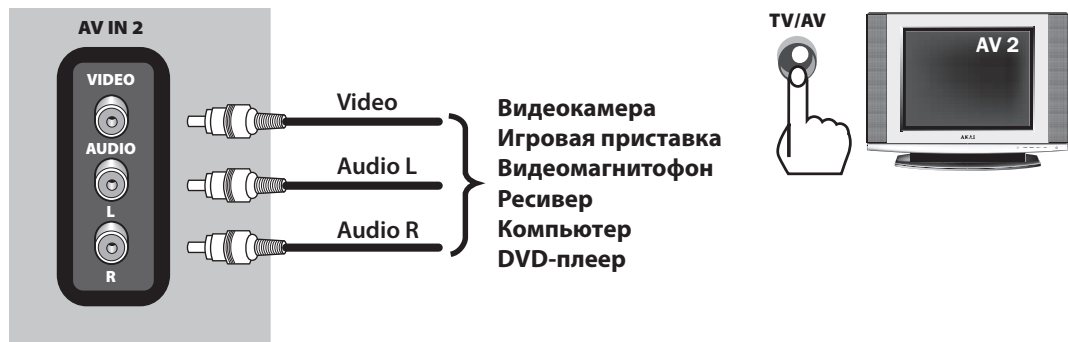 AV IN 2
VIDEO
AUDIO
L
R
Video
Audio L
Audio R
Видеокамера
Игровая приставка
Видеомагнитофон
Ресивер
Компьютер
DVD-плеер
TV/AV
AV 2
AKAI